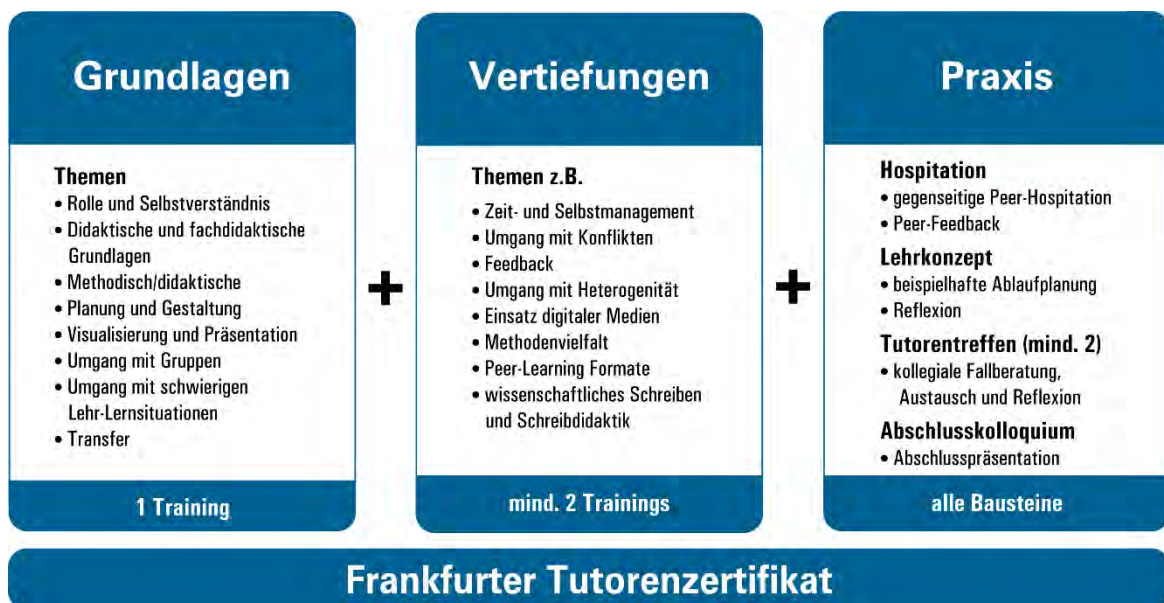 Grundlagen
Themen
• Rolle und Selbstverständnis
• Didaktische und fachdidaktische
Grundlagen
• Methodisch/didaktische
• Planung und Gestaltung
• Visualisierung und Präsentation
• Umgang mit Gruppen
• Umgang mit schwierigen
Lehr-Lernsituationen
• Transfer
1 Training
+
Vertiefungen
Themen z.B.
• Zeit- und Selbstmanagement
• Umgang mit Konflikten
• Feedback
• Umgang mit Heterogenität
• Einsatz digitaler Medien
• Methodenvielfalt
• Peer-Learning Formate
• wissenschaftliches Schreiben
und Schreibdidaktik
mind. 2 Trainings
+
Praxis
Hospitation
• gegenseitige Peer-Hospitation
• Peer-Feedback
Lehrkonzept
• beispielhafte Ablaufplanung
• Reflexion
Tutorentreffen (mind. 2)
• kollegiale Fallberatung,
Austausch und Reflexion
Abschlusskolloquium
• Abschlusspräsentation
alle Bausteine
Frankfurter Tutorenzertifikat